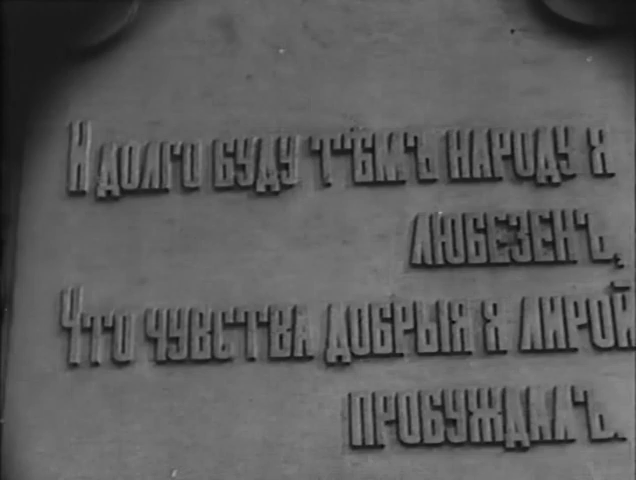 И ДОЛГО БУДУ ТѢМЪ НАРОДУ Я
ЛЮБЕЗЕНЪ,
ЧТО ЧУВСТВА ДОБРЫЯ Я ЛИРОЙ
ПРОБУЖДАЛЪ.